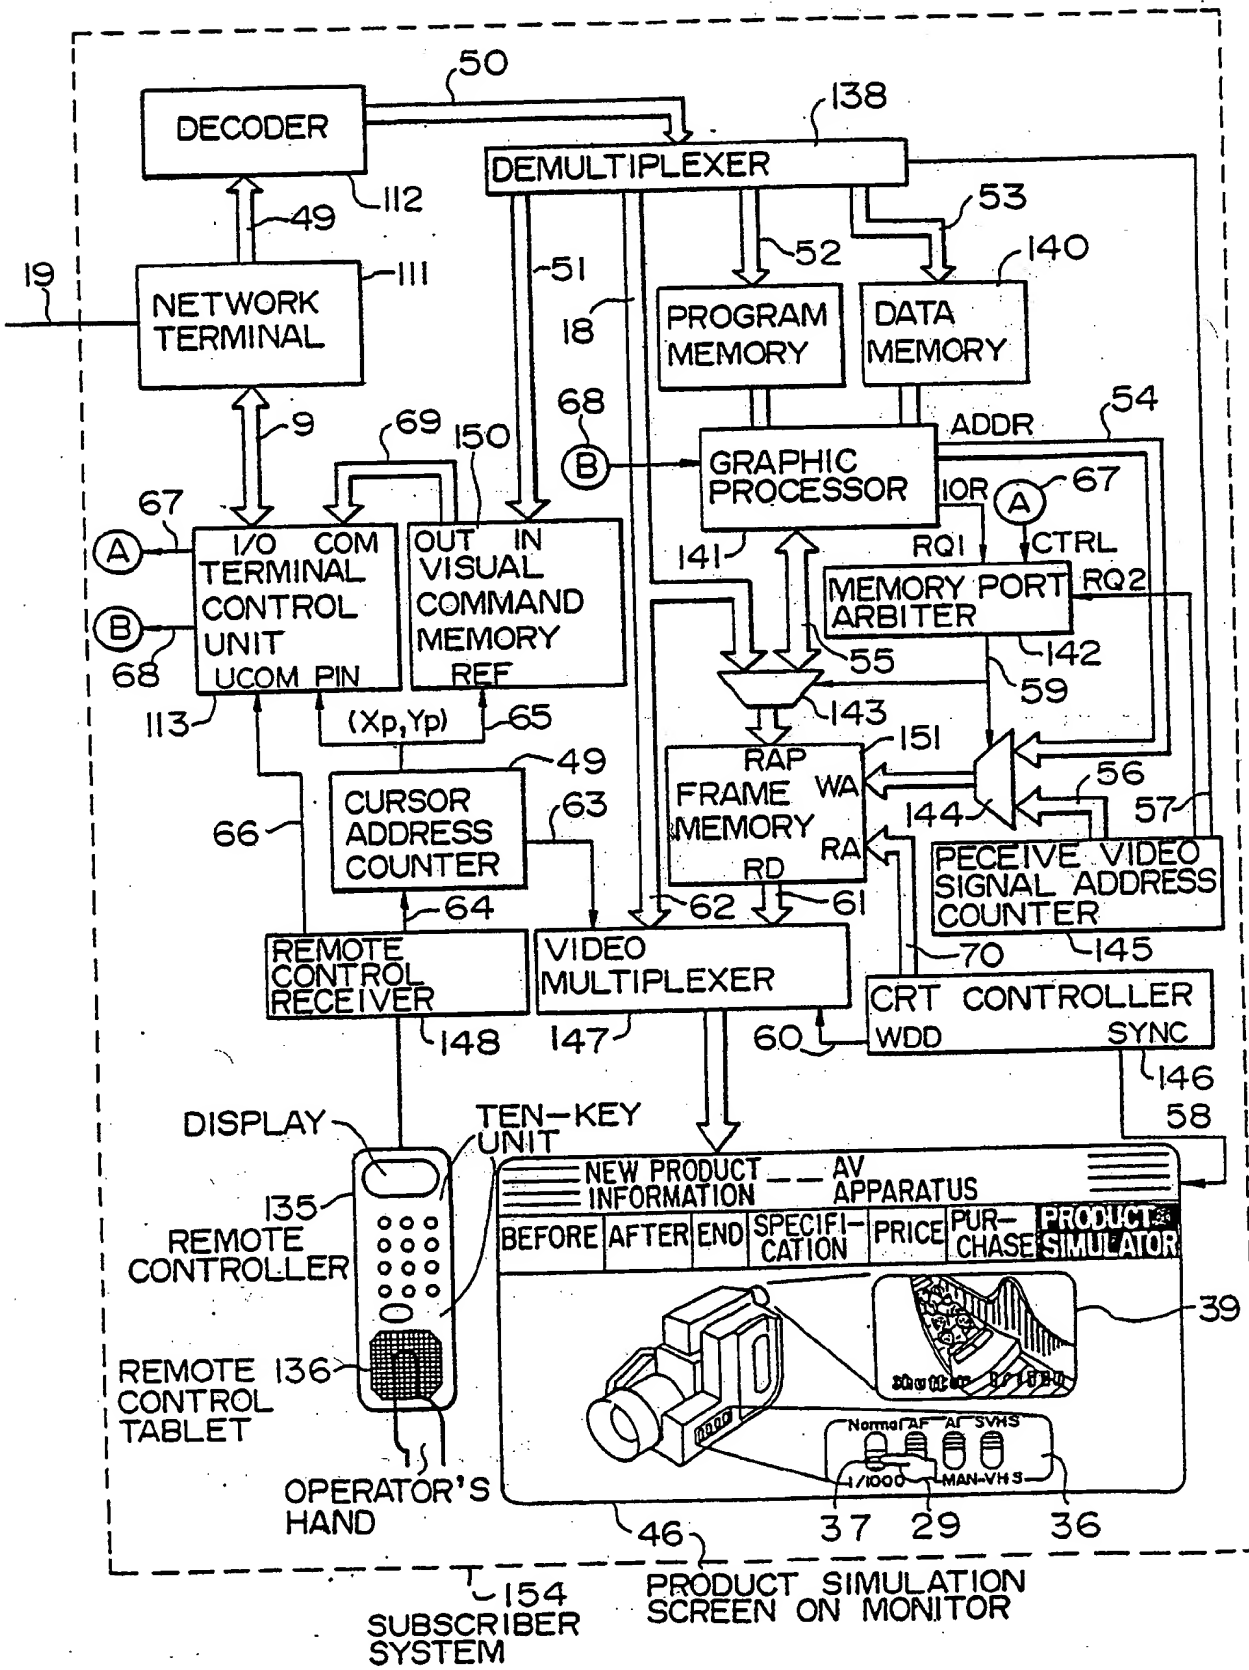 50
138
DECODER
DEMULTIPLEXER
112
49
53
52
140
19
111
51
NETWORK
TERMINAL
18
PROGRAM
MEMORY
DATA
MEMORY
9
69
150
68
54
ADDR
B
GRAPHIC
PROCESSOR
IOR
A
67
67
A
I/O COM
OUT IN
141
RQ1
CTRL
TERMINAL
CONTROL
UNIT
VISUAL
COMMAND
MEMORY
MEMORY PORT
ARBITER
RQ2
B
68
UCOM PIN
REF
55
142
59
113
(Xp,Yp)
65
143
49
RAP
151
CURSOR
ADDRESS
COUNTER
63
FRAME
MEMORY
WA
144
56
57
66
RA
RD
PECEIVE VIDEO
SIGNAL ADDRESS
COUNTER
64
62
61
REMOTE
CONTROL
RECEIVER
VIDEO
MULTIPLEXER
70
145
CRT CONTROLLER
148
147
60
WDD
SYNC
146
58
DISPLAY
TEN-KEY
UNIT
NEW PRODUCT
INFORMATION
AV
APPARATUS
135
REMOTE
CONTROLLER
BEFORE
AFTER
END
SPECIFI-
CATION
PRICE
PUR-
CHASE
PRODUCT
SIMULATOR
39
REMOTE
CONTROL
TABLET
136
Shutter 1/1000
Normal AF AI SVHS
1/1000 MAN-VHS
OPERATOR'S
HAND
46
37
29
36
154
SUBSCRIBER
SYSTEM
PRODUCT SIMULATION
SCREEN ON MONITOR